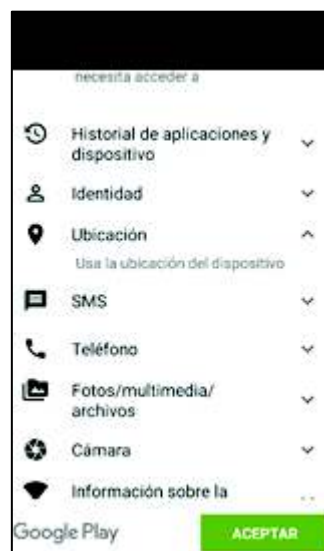 necesita acceder a
Historial de aplicaciones y
dispositivo
Identidad
Ubicación
Usa la ubicación del dispositivo
SMS
Teléfono
Fotos/multimedia/
archivos
Cámara
Información sobre la
Google Play
ACEPTAR